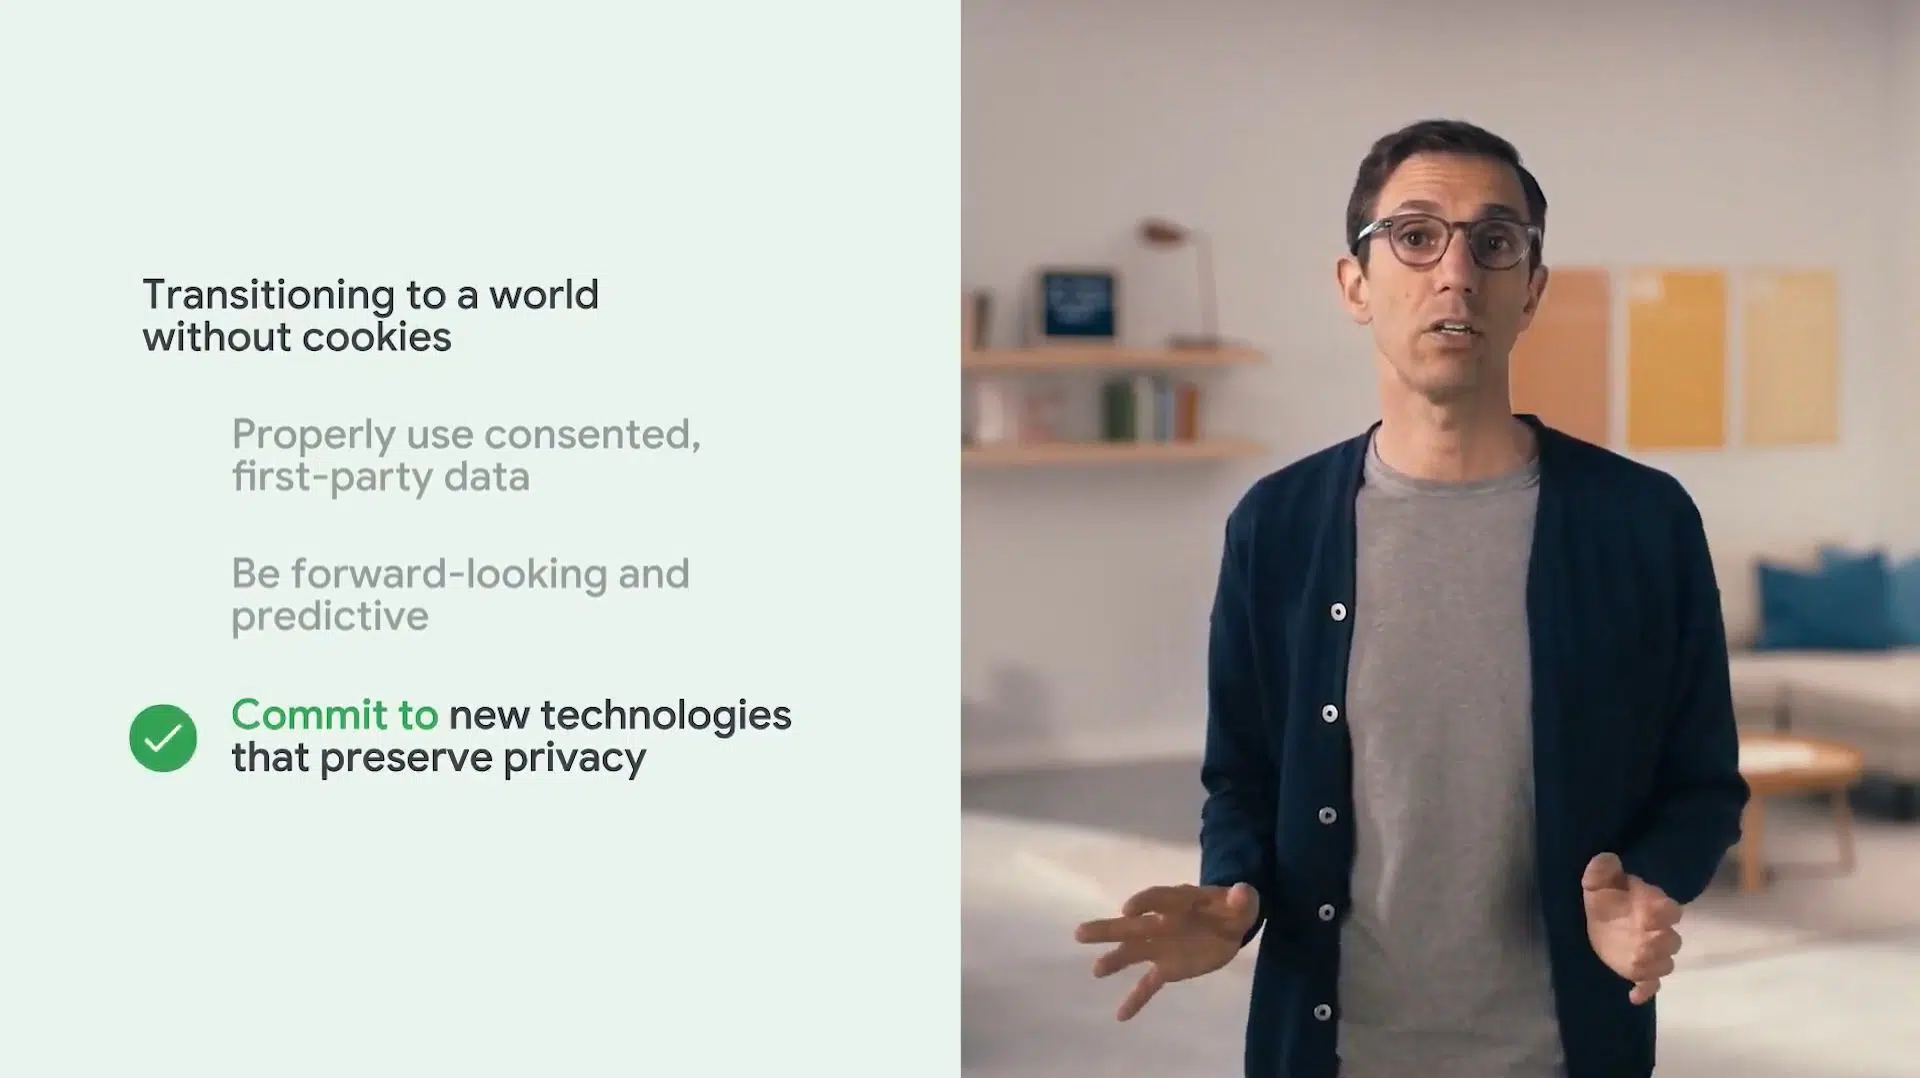 Transitioning to a world
without cookies
Properly use consented,
first-party data
Be forward-looking and
predictive
Commit to new technologies
that preserve privacy